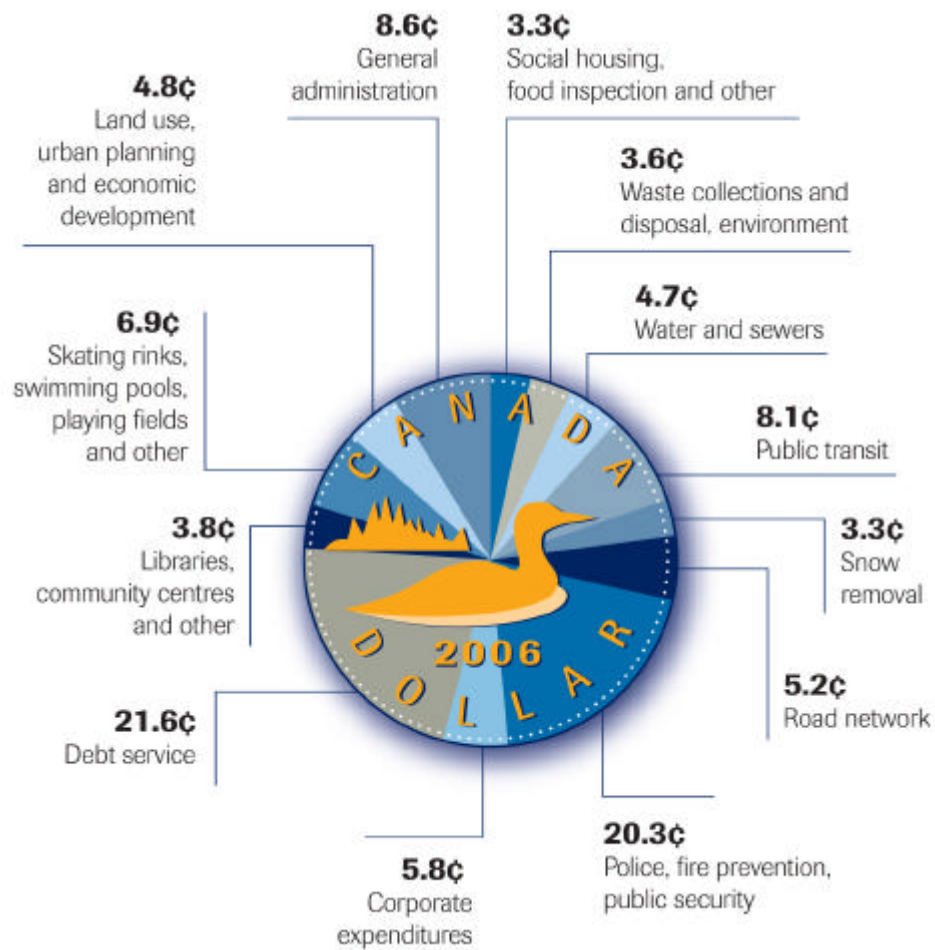 8.6¢
General
administration
3.3¢
Social housing,
food inspection and other
4.8¢
Land use,
urban planning
and economic
development
3.6¢
Waste collections and
disposal, environment
4.7¢
Water and sewers
6.9¢
Skating rinks,
swimming pools,
playing fields
and other
8.1¢
Public transit
3.8¢
Libraries,
community centres
and other
3.3¢
Snow
removal
21.6¢
Debt service
5.2¢
Road network
5.8¢
Corporate
expenditures
20.3¢
Police, fire prevention,
public security
CANADA
2006
DOLLAR